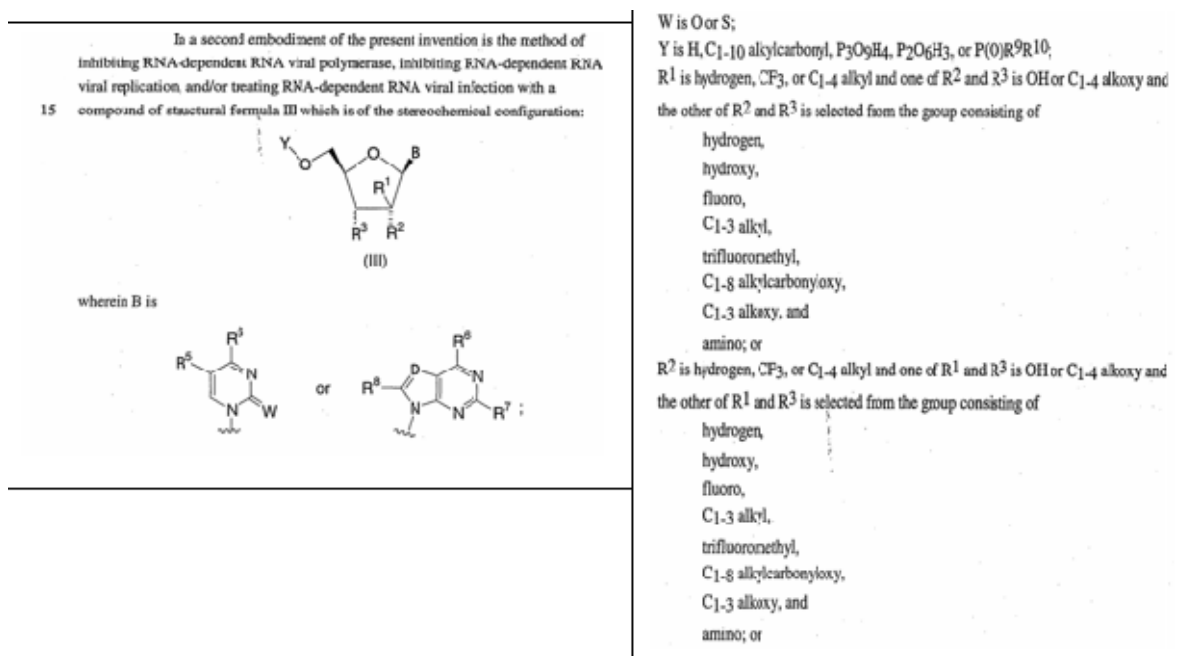 In a second embodiment of the present invention is the method of
inhibiting RNA-dependent RNA viral polymerase, inhibiting RNA-dependent RNA
viral replication, and/or treating RNA-dependent RNA viral infection with a
15 compound of structural formula III which is of the stereochemical configuration:
Y O O B
R1
R3 R2
(III)
wherein B is
R5 R3 N N W
or
R8 D R6 N N N R7 ;
W is O or S;
Y is H, C1-10 alkylcarbonyl, P3O9H4, P2O6H3, or P(O)R9R10;
R1 is hydrogen, CF3, or C1-4 alkyl and one of R2 and R3 is OH or C1-4 alkoxy and
the other of R2 and R3 is selected from the group consisting of
hydrogen,
hydroxy,
fluoro,
C1-3 alkyl,
trifluoromethyl,
C1-8 alkylcarbonyloxy,
C1-3 alkoxy, and
amino; or
R2 is hydrogen, CF3, or C1-4 alkyl and one of R1 and R3 is OH or C1-4 alkoxy and
the other of R1 and R3 is selected from the group consisting of
hydrogen,
hydroxy,
fluoro,
C1-3 alkyl,
trifluoromethyl,
C1-8 alkylcarbonyloxy,
C1-3 alkoxy, and
amino; or